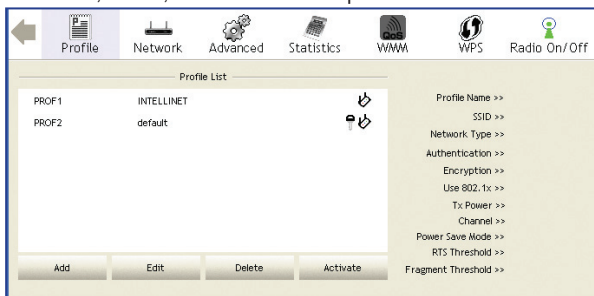 Profile Network Advanced Statistics QoS WMM WPS Radio On/Off
Profile List
PROF1 INTELLINET
PROF2 default
Add Edit Delete Activate
Profile Name >>
SSID >>
Network Type >>
Authentication >>
Encryption >>
Use 802.1x >>
Tx Power >>
Channel >>
Power Save Mode >>
RTS Threshold >>
Fragment Threshold >>